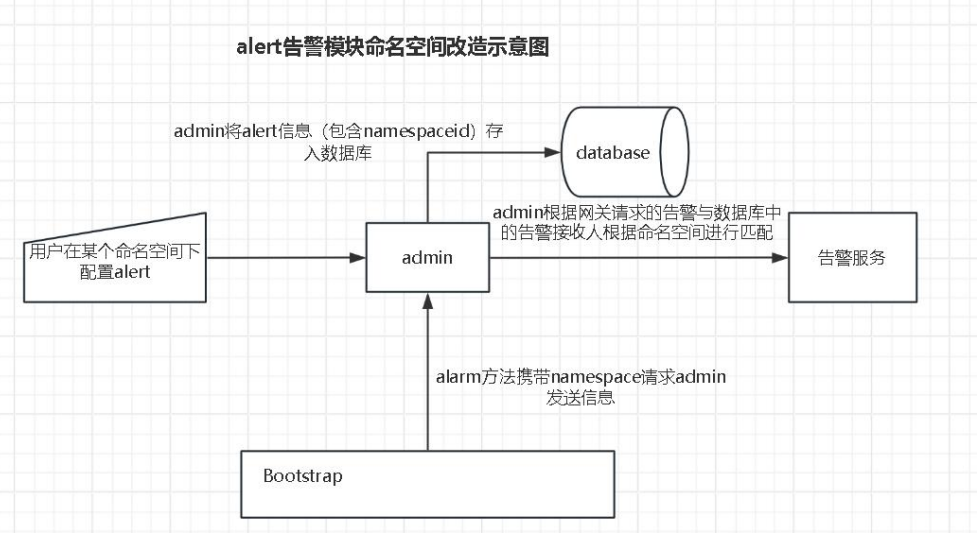 alert告警模块命名空间改造示意图
admin将alert信息（包含namespaceid）存
入数据库
database
admin根据网关请求的告警与数据库中
的告警接收人根据命名空间进行匹配
用户在某个命名空间下
配置alert
admin
告警服务
alarm方法携带namespace请求admin
发送信息
Bootstrap